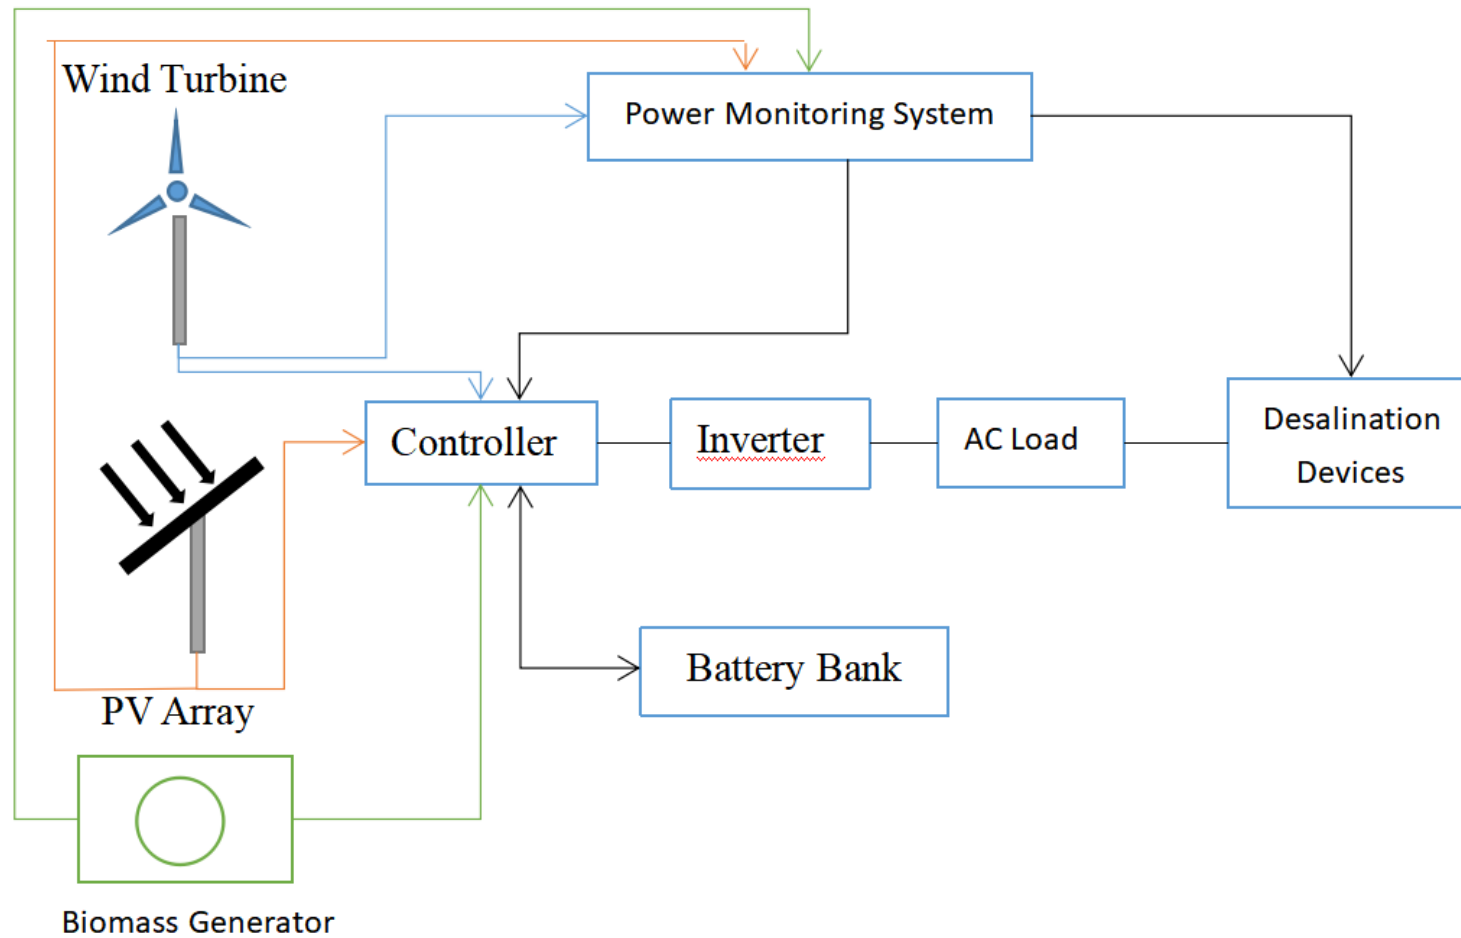 Wind Turbine
Power Monitoring System
Controller
Inverter
AC Load
Desalination
Devices
Battery Bank
PV Array
Biomass Generator